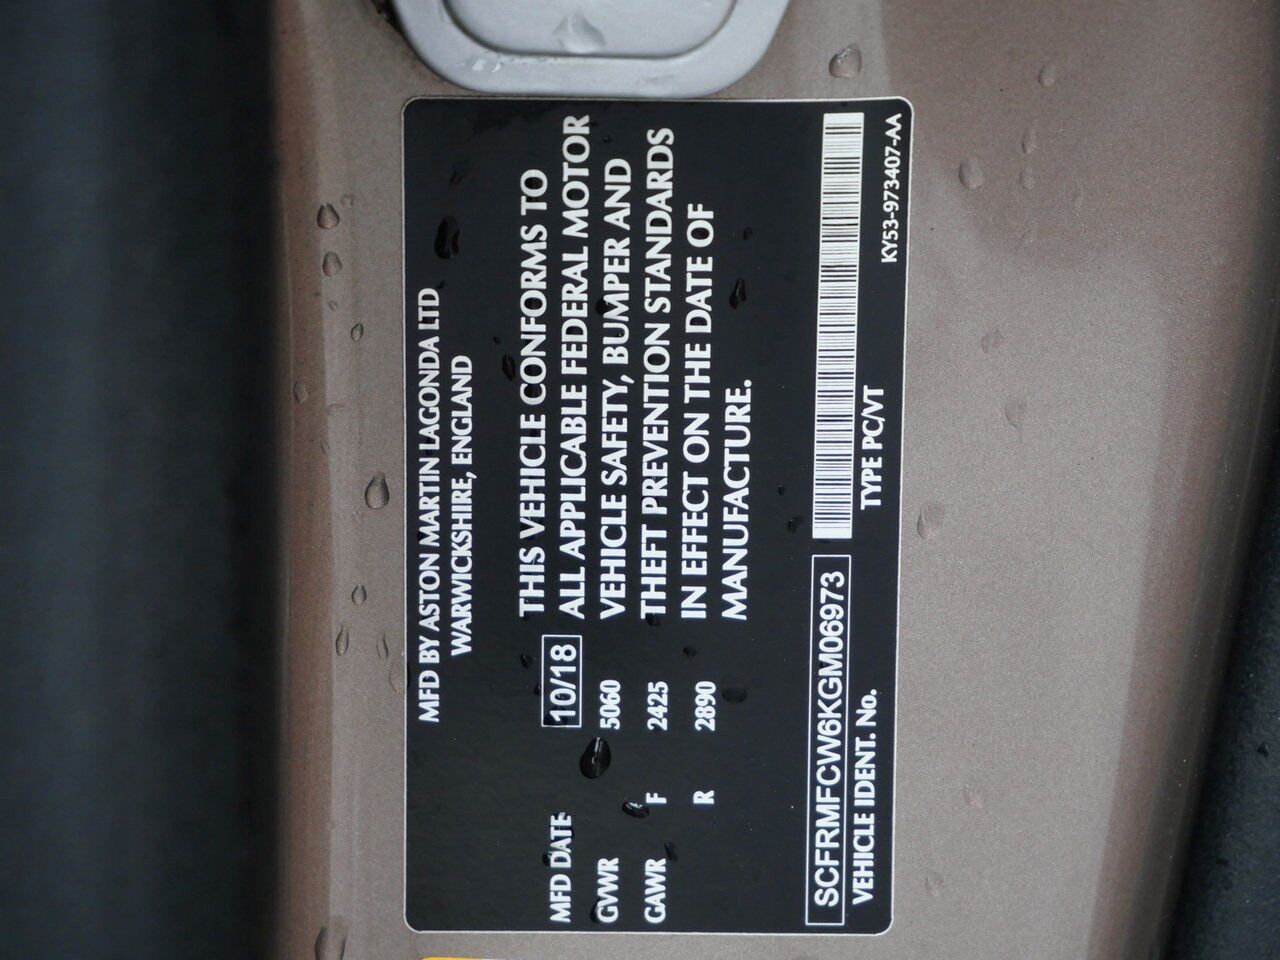 MFD BY ASTON MARTIN LAGONDA LTD
WARWICKSHIRE, ENGLAND
MFD DATE 10/18
GVWR 5060
GAWR F 2425
R 2890
THIS VEHICLE CONFORMS TO
ALL APPLICABLE FEDERAL MOTOR
VEHICLE SAFETY, BUMPER AND
THEFT PREVENTION STANDARDS
IN EFFECT ON THE DATE OF
MANUFACTURE.
SCFRMFCW6KGM06973
VEHICLE IDENT. No. TYPE PC/VT
KY53-973407-AA